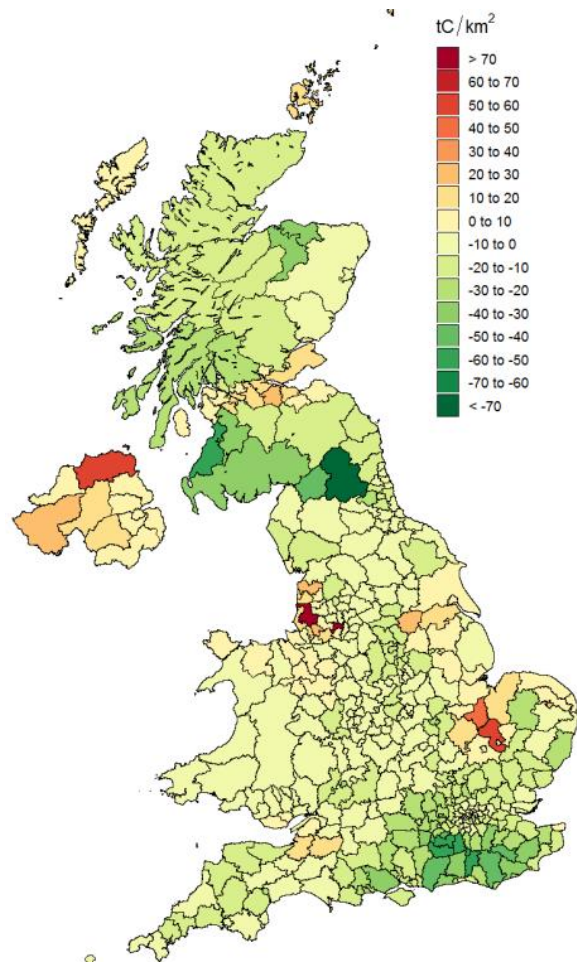 tC/km²
> 70
60 to 70
50 to 60
40 to 50
30 to 40
20 to 30
10 to 20
0 to 10
-10 to 0
-20 to -10
-30 to -20
-40 to -30
-50 to -40
-60 to -50
-70 to -60
< -70